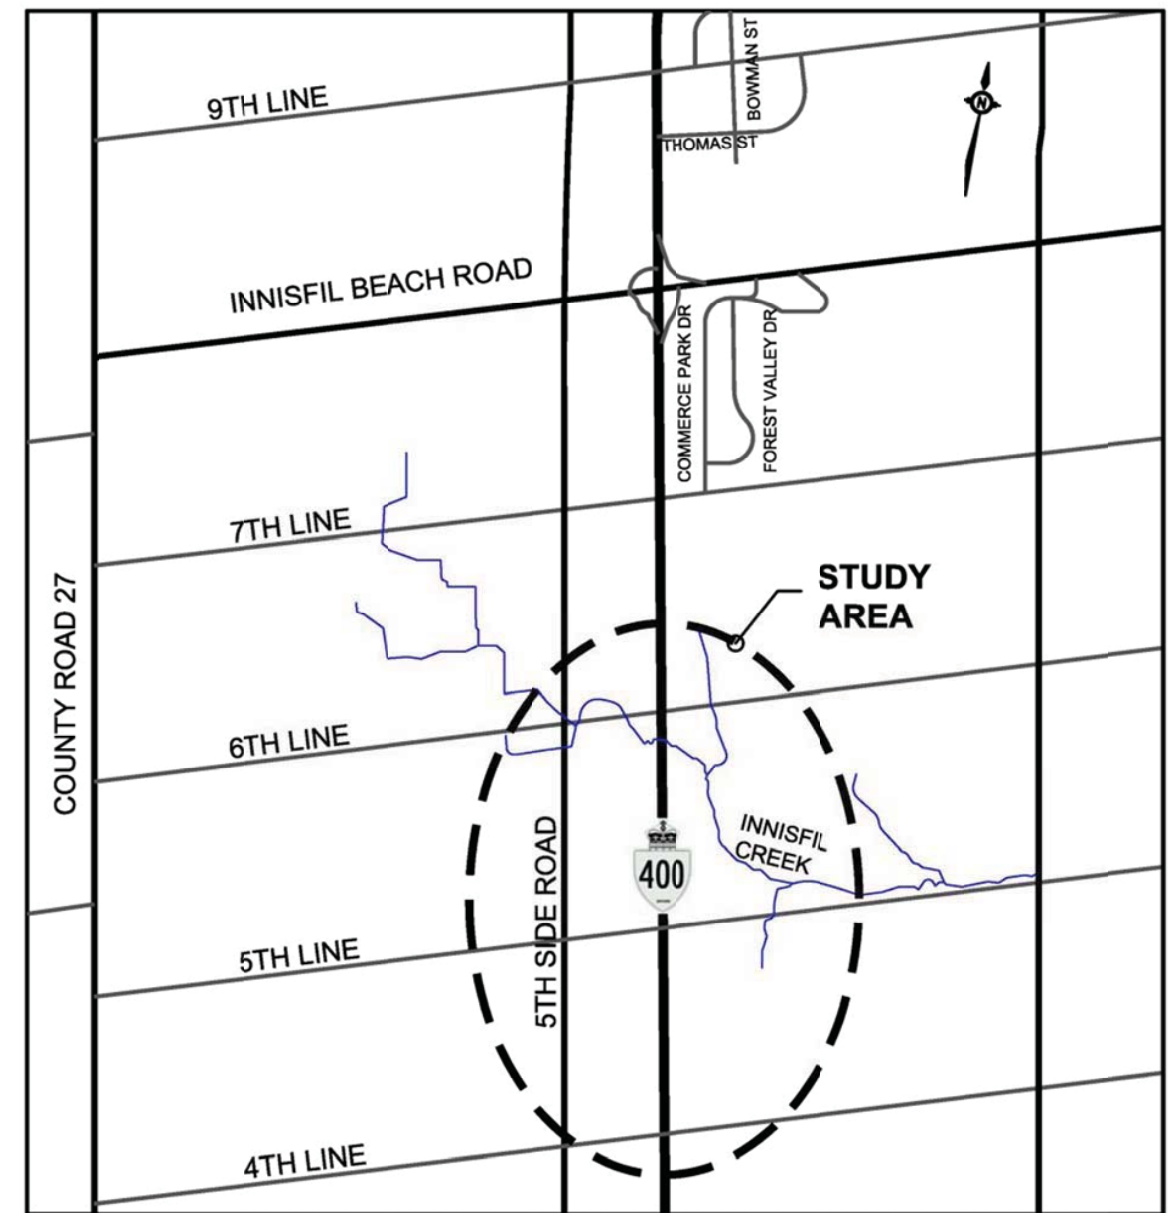 BOWMAN ST
9TH LINE
N
THOMAS ST
INNISFIL BEACH ROAD
COMMERCE PARK DR
FOREST VALLEY DR
7TH LINE
STUDY
AREA
COUNTY ROAD 27
6TH LINE
INNISFIL
CREEK
400
5TH SIDE ROAD
5TH LINE
4TH LINE